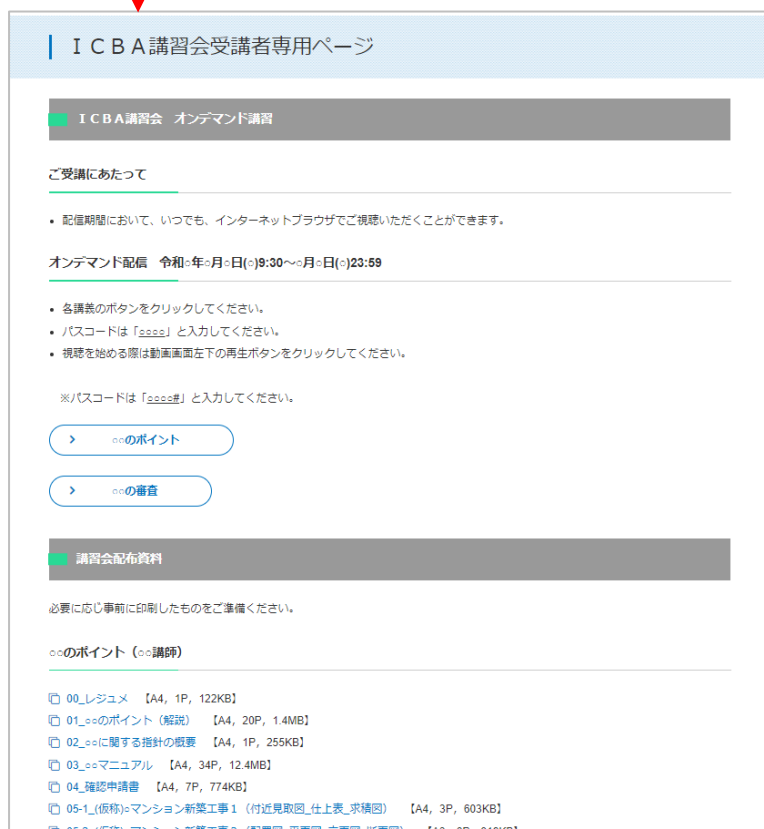 ＩＣＢＡ講習会受講者専用ページ
ＩＣＢＡ講習会　オンデマンド講習
ご受講にあたって
• 配信期間において、いつでも、インターネットブラウザでご視聴いただくことができます。
オンデマンド配信　令和○年○月○日(○)9:30～○月○日(○)23:59
• 各講義のボタンをクリックしてください。
• パスコードは「○○○○」と入力してください。
• 視聴を始める際は動画画面左下の再生ボタンをクリックしてください。
※パスコードは「○○○○#」と入力してください。
○○のポイント
○○の審査
講習会配布資料
必要に応じ事前に印刷したものをご準備ください。
○○のポイント（○○講師）
00_レジュメ　【A4，1P，122KB】
01_○○のポイント（解説）　【A4，20P，1.4MB】
02_○○に関する指針の概要　【A4，1P，255KB】
03_○○マニュアル　【A4，34P，12.4MB】
04_確認申請書　【A4，7P，774KB】
05-1_(仮称)○マンション新築工事１（付近見取図_仕上表_求積図）　【A4，3P，603KB】